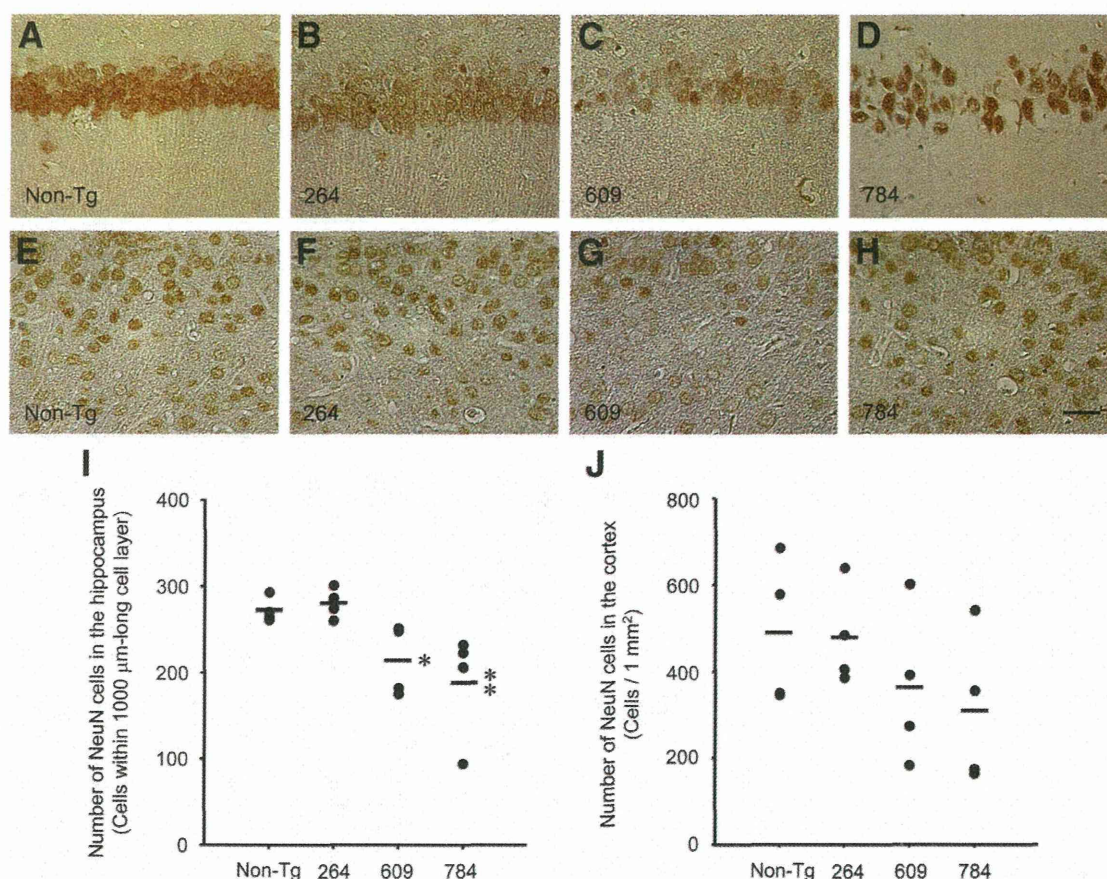 A B C D
Non-Tg 264 609 784
E F G H
Non-Tg 264 609 784
I
Number of NeuN cells in the hippocampus
(Cells within 1000 μm-long cell layer)
400
300
200
100
0
*
**
Non-Tg 264 609 784
J
Number of NeuN cells in the cortex
(Cells / 1 mm²)
800
600
400
200
0
Non-Tg 264 609 784